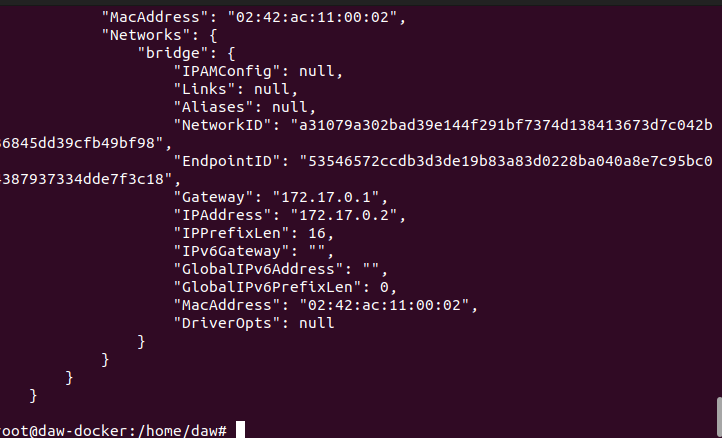 "MacAddress": "02:42:ac:11:00:02",
"Networks": {
"bridge": {
"IPAMConfig": null,
"Links": null,
"Aliases": null,
"NetworkID": "a31079a302bad39e144f291bf7374d138413673d7c042b
6845dd39cfb49bf98",
"EndpointID": "53546572ccdb3d3de19b83a83d0228ba040a8e7c95bc0
387937334dde7f3c18",
"Gateway": "172.17.0.1",
"IPAddress": "172.17.0.2",
"IPPrefixLen": 16,
"IPv6Gateway": "",
"GlobalIPv6Address": "",
"GlobalIPv6PrefixLen": 0,
"MacAddress": "02:42:ac:11:00:02",
"DriverOpts": null
}
}
}
}
root@daw-docker:/home/daw#